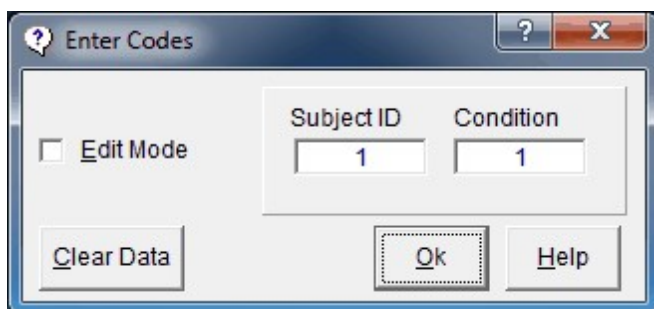 Enter Codes
Subject ID Condition
Edit Mode 1 1
Clear Data Ok Help